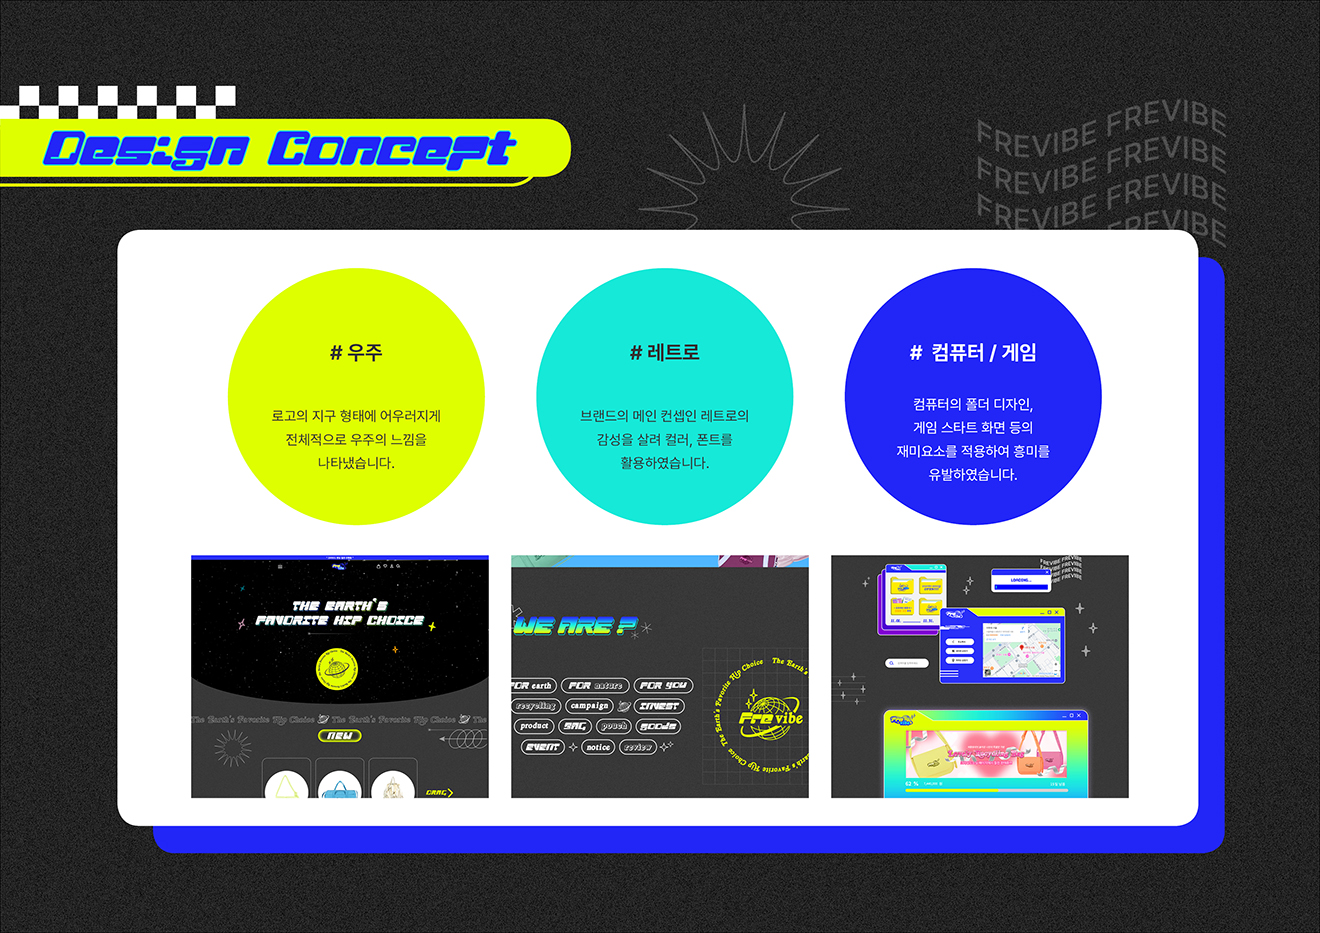 Design Concept
FREVIBE FREVIBE
FREVIBE FREVIBE
FREVIBE FREVIBE
FREVIBE
# 우주
로고의 지구 형태에 어우러지게
전체적으로 우주의 느낌을
나타냈습니다.
# 레트로
브랜드의 메인 컨셉인 레트로의
감성을 살려 컬러, 폰트를
활용하였습니다.
# 컴퓨터 / 게임
컴퓨터의 폴더 디자인,
게임 스타트 화면 등의
재미요소를 적용하여 흥미를
유발하였습니다.
THE EARTH'S
FAVORITE HIP CHOICE
The Earth's Favorite Hip Choice The Earth's Favorite Hip Choice The
NEW
DRAG
WE ARE ?
FOR earth FOR nature FOR YOU
recycling campaign INVEST
product BAG pouch GOODS
EVENT notice review
The Earth's Favorite Hip Choice The Earth's Favorite Hip Choice The Earth's
Fre vibe
FREVIBE FREVIBE
LOADING...
62 %